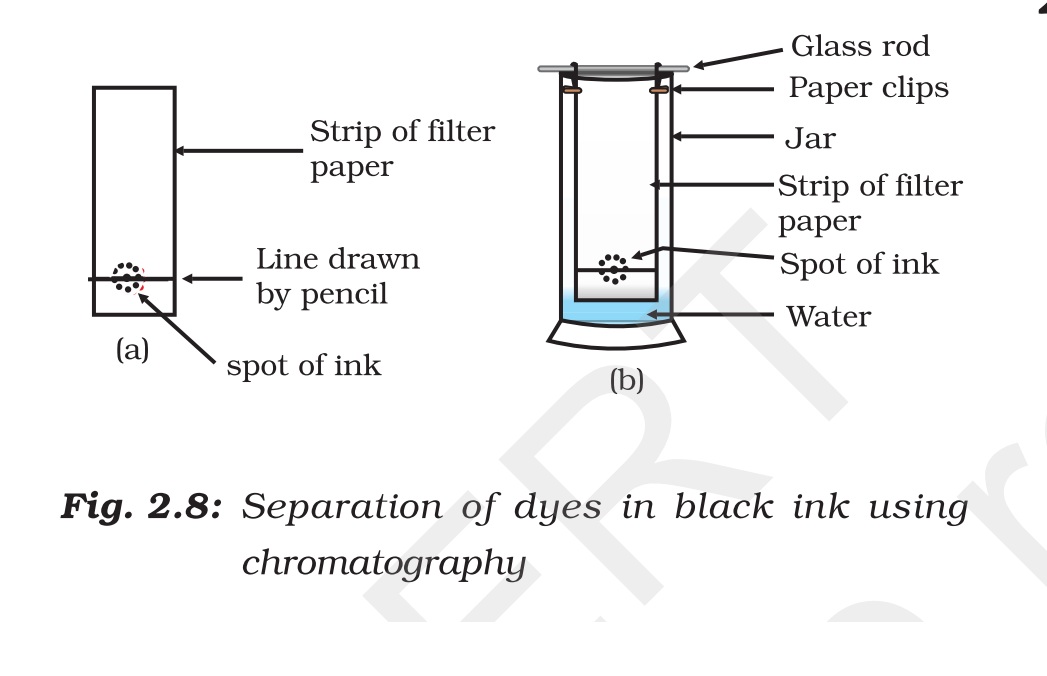 Glass rod
Paper clips
Jar
Strip of filter
paper
Spot of ink
Water
(b)
Strip of filter
paper
Line drawn
by pencil
spot of ink
(a)
Fig. 2.8: Separation of dyes in black ink using
chromatography